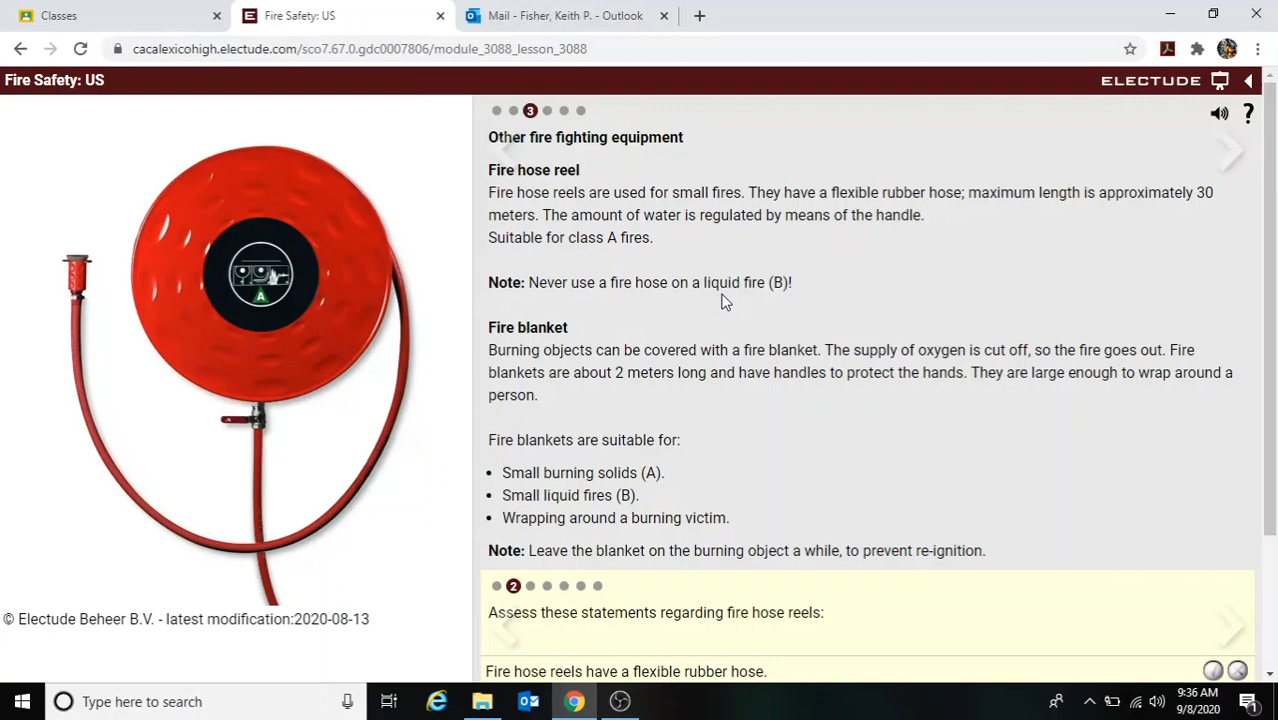 Classes
Fire Safety: US
Mail - Fisher, Keith P. - Outlook
cacalexicohigh.electude.com/sco7.67.0.gdc0007806/module_3088_lesson_3088
Fire Safety: US
ELECTUDE
3
?
Other fire fighting equipment
Fire hose reel
Fire hose reels are used for small fires. They have a flexible rubber hose; maximum length is approximately 30
meters. The amount of water is regulated by means of the handle.
Suitable for class A fires.
Note: Never use a fire hose on a liquid fire (B)!
Fire blanket
Burning objects can be covered with a fire blanket. The supply of oxygen is cut off, so the fire goes out. Fire
blankets are about 2 meters long and have handles to protect the hands. They are large enough to wrap around a
person.
Fire blankets are suitable for:
• Small burning solids (A).
• Small liquid fires (B).
• Wrapping around a burning victim.
Note: Leave the blanket on the burning object a while, to prevent re-ignition.
2
Assess these statements regarding fire hose reels:
Fire hose reels have a flexible rubber hose.
A
© Electude Beheer B.V. - latest modification:2020-08-13
Type here to search
9:36 AM
9/8/2020
1